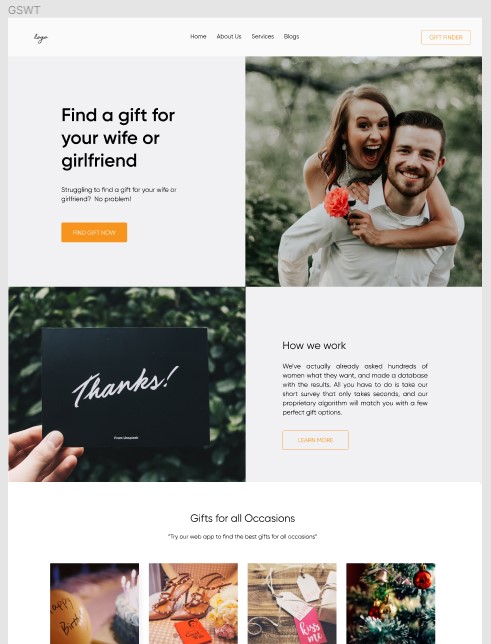 GSWT
logo
Home About Us Services Blogs
GIFT FINDER
Find a gift for
your wife or
girlfriend
Struggling to find a gift for your wife or
girlfriend? No problem!
FIND GIFT NOW
Thanks!
From Unsplash
How we work
We've actually already asked hundreds of
women what they want, and made a database
with the results. All you have to do is take our
short survey that only takes seconds, and our
proprietary algorithm will match you with a few
perfect gift options.
LEARN MORE
Gifts for all Occasions
"Try our web app to find the best gifts for all occasions"
kiss
me